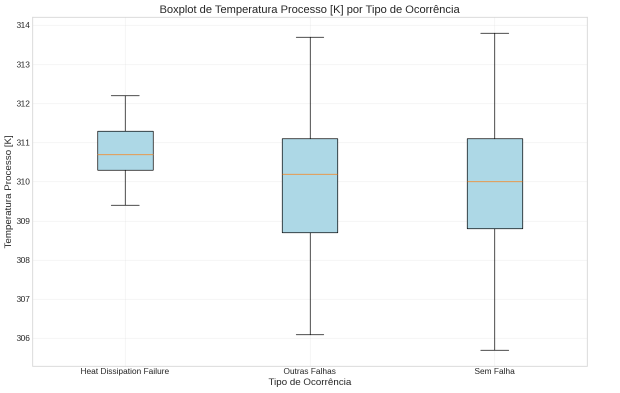 Boxplot de Temperatura Processo [K] por Tipo de Ocorrência
314
313
312
311
310
309
308
307
306
Temperatura Processo [K]
Heat Dissipation Failure Outras Falhas Sem Falha
Tipo de Ocorrência